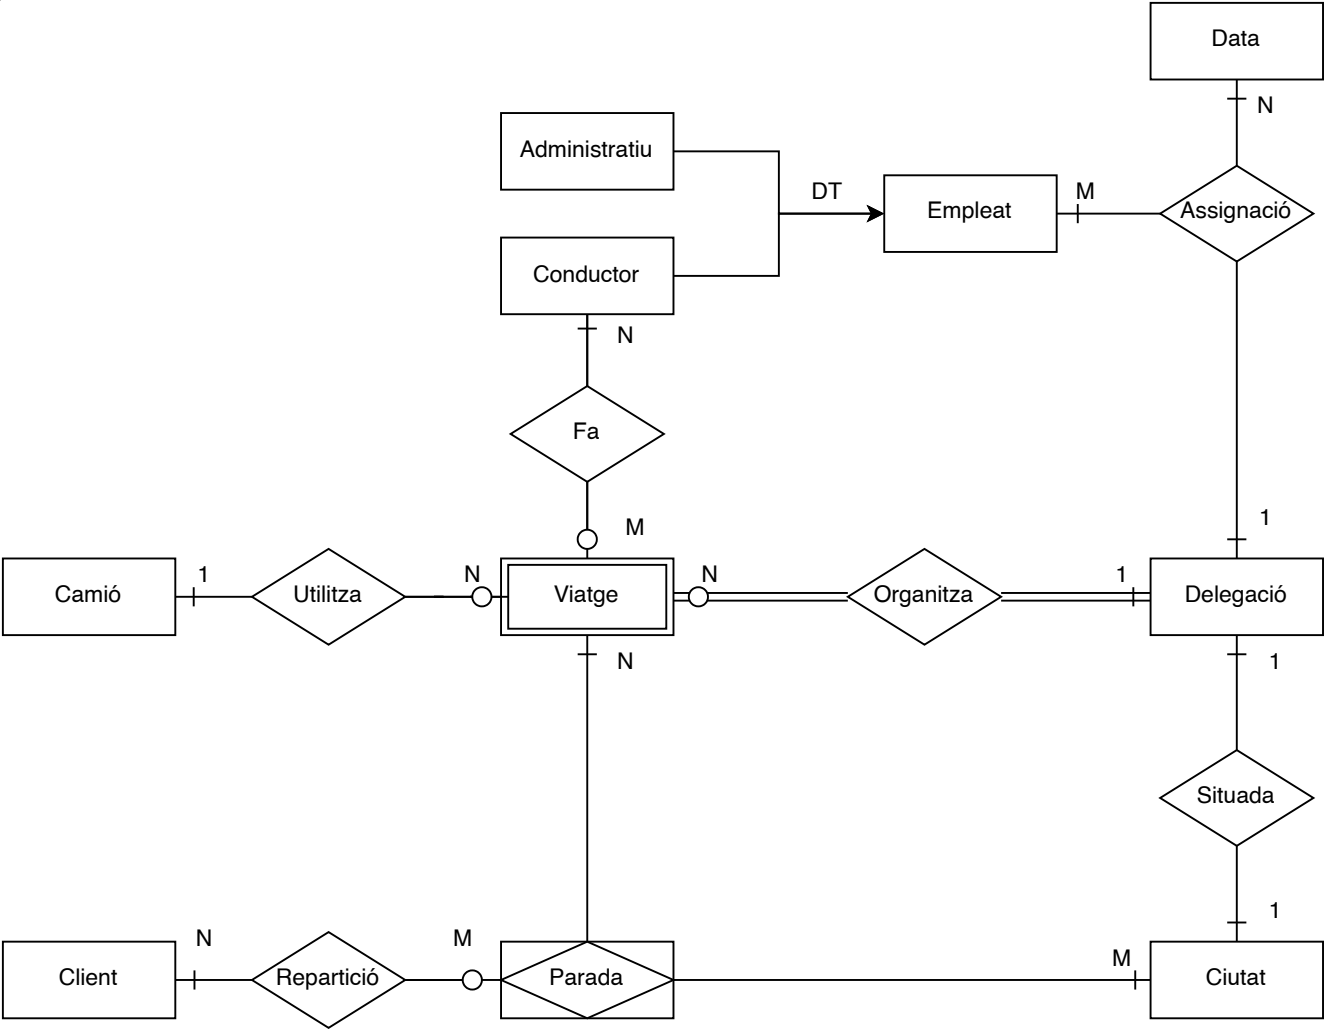 Data
N
Administratiu
DT
Empleat
M
Assignació
Conductor
N
Fa
M
1
Camió
1
Utilitza
N
Viatge
N
Organitza
1
Delegació
N
1
Situada
1
Client
N
Repartició
M
Parada
M
Ciutat